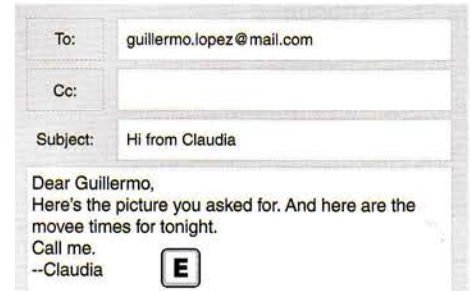 To:
guillermo.lopez@mail.com
Cc:
Subject:
Hi from Claudia
Dear Guillermo,
Here's the picture you asked for. And here are the
movee times for tonight.
Call me.
--Claudia
E